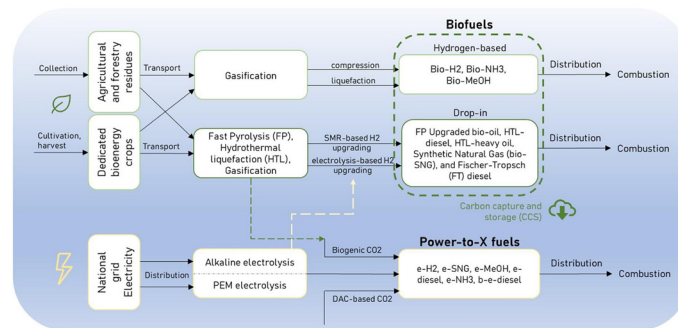 Biofuels
Hydrogen-based
Collection
Agricultural
and forestry
residues
Transport
Gasification
compression
liquefaction
Bio-H2, Bio-NH3,
Bio-MeOH
Distribution
Combustion
Cultivation,
harvest
Dedicated
bioenergy
crops
Transport
Fast Pyrolysis (FP),
Hydrothermal
liquefaction (HTL),
Gasification
SMR-based H2
upgrading
electrolysis-based H2
upgrading
Drop-in
FP Upgraded bio-oil, HTL-
diesel, HTL-heavy oil,
Synthetic Natural Gas (bio-
SNG), and Fischer-Tropsch
(FT) diesel
Distribution
Combustion
Carbon capture and
storage (CCS)
National
grid
Electricity
Distribution
Alkaline electrolysis
PEM electrolysis
Biogenic CO2
DAC-based CO2
Power-to-X fuels
e-H2, e-SNG, e-MeOH, e-
diesel, e-NH3, b-e-diesel
Distribution
Combustion